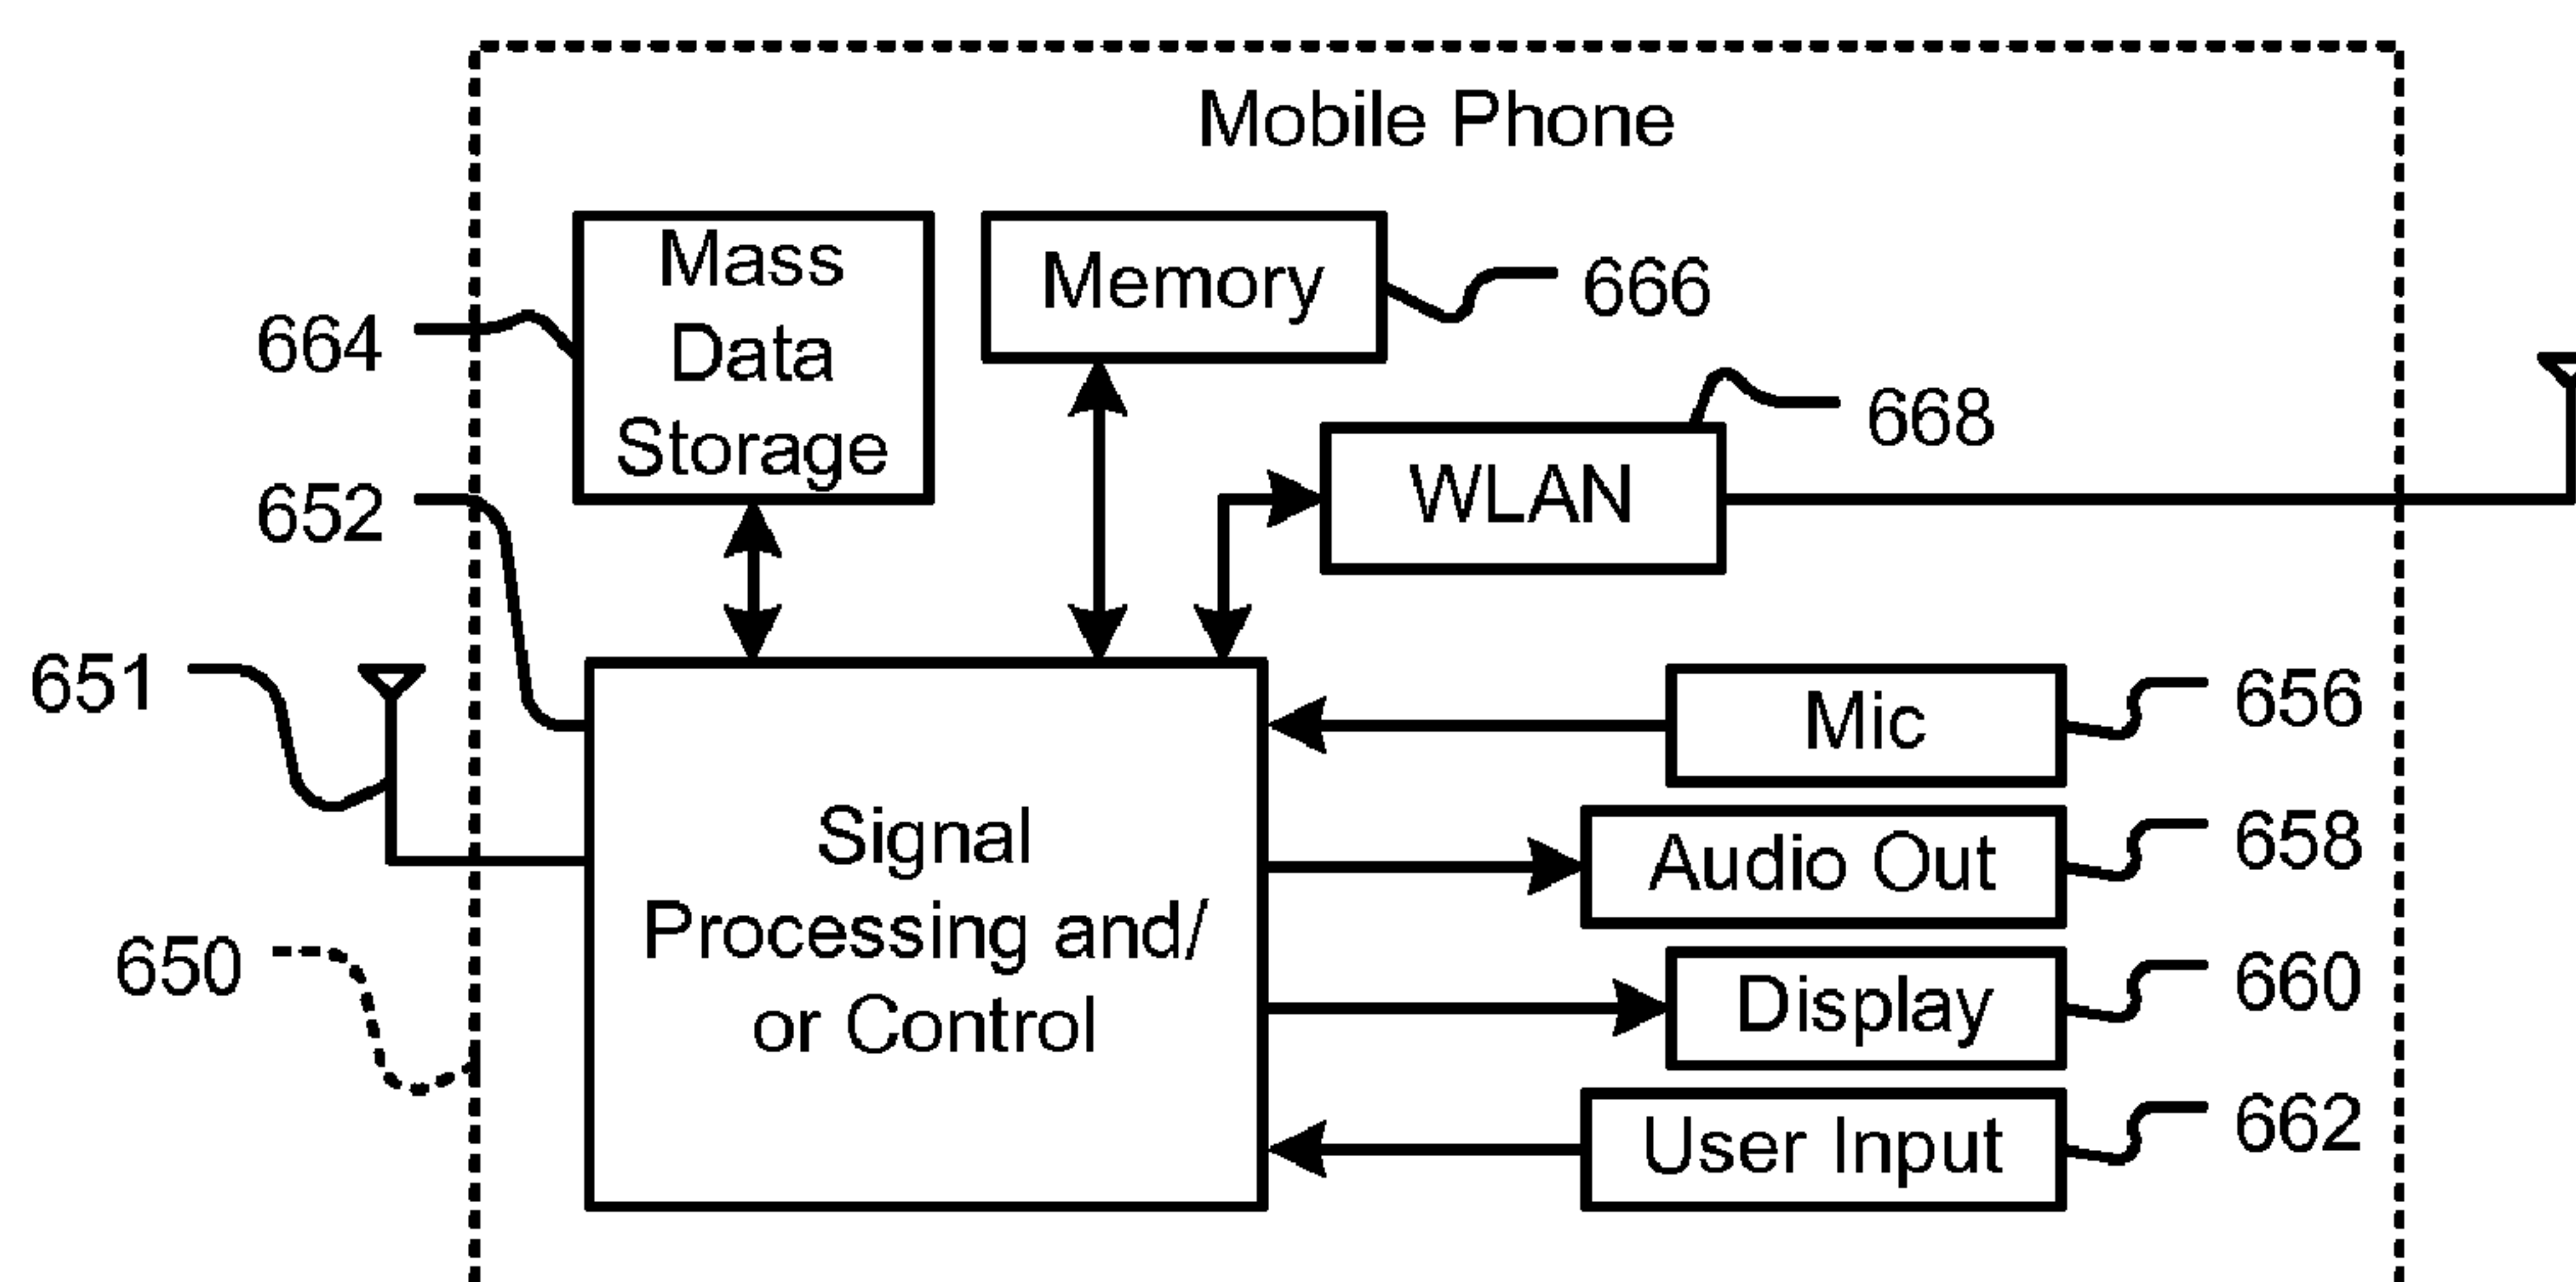 Mobile Phone
Mass
Data
Storage
Memory
666
664
668
WLAN
652
651
Mic
656
Signal
Processing and/
or Control
Audio Out
658
650
Display
660
User Input
662